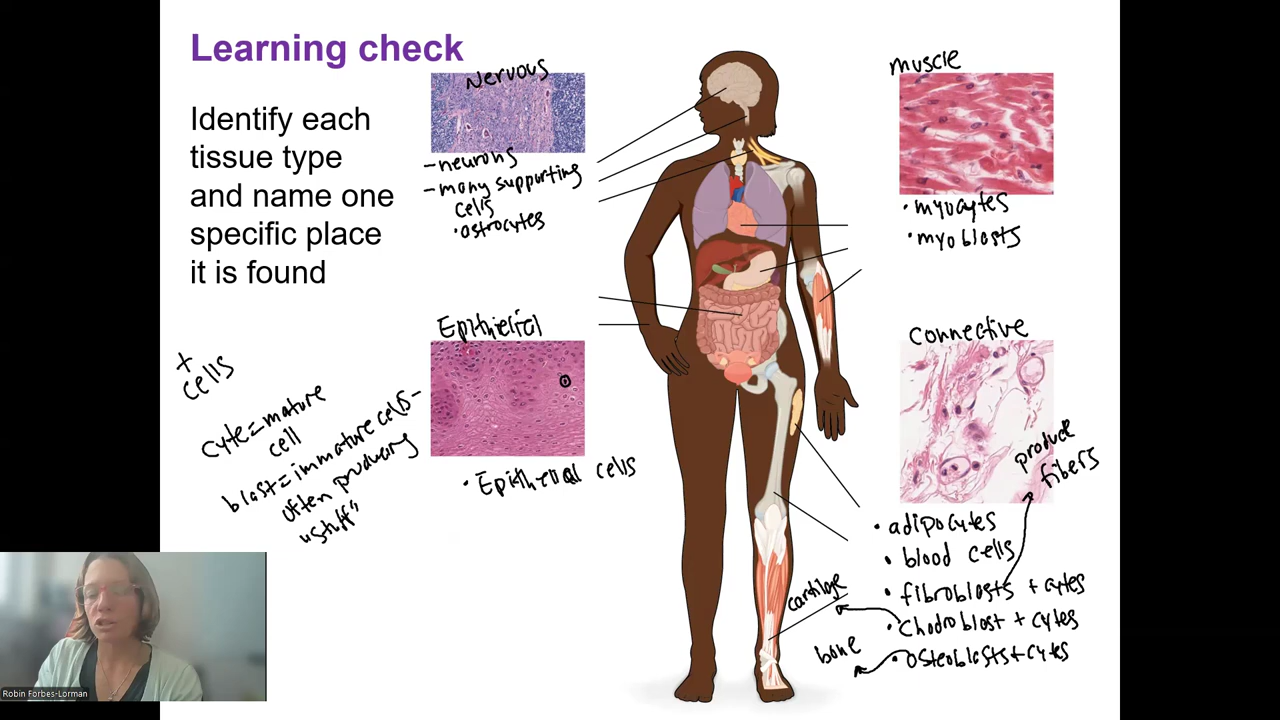 Learning check
Identify each
tissue type
and name one
specific place
it is found
+
cells
cyte=mature
cell
blast=immature cells-
often producing
"stuff"
Nervous
-neurons
-many supporting
cells
•astrocytes
Epithelial
• Epithelial cells
muscle
• myocytes
• myoblasts
Connective
produce
fibers
• adipocytes
• blood cells
• fibroblasts + cytes
• Chodroblast + cytes
• Osteoblasts+cytes
cartilage
bone
Robin Forbes-Lorman